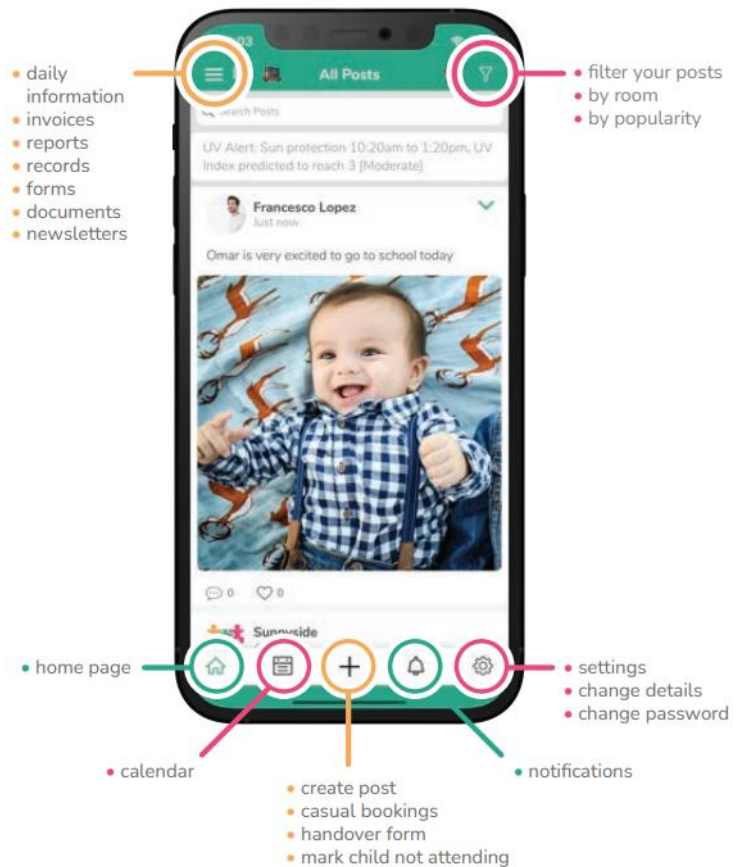 03
All Posts
Search Posts
UV Alert: Sun protection 10:20am to 1:20pm, UV
Index predicted to reach 3 [Moderate]
Francesco Lopez
Just now
Omar is very excited to go to school today
0 0
Sunnyside
• daily
information
• invoices
• reports
• records
• forms
• documents
• newsletters
• filter your posts
• by room
• by popularity
• home page
• calendar
• create post
• casual bookings
• handover form
• mark child not attending
• notifications
• settings
• change details
• change password